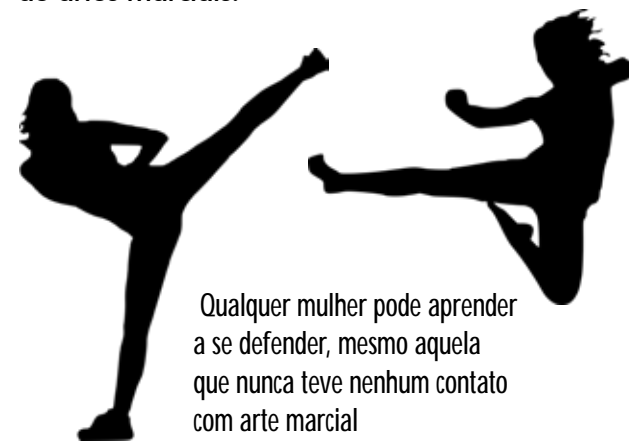 Qualquer mulher pode aprender
a se defender, mesmo aquela
que nunca teve nenhum contato
com arte marcial